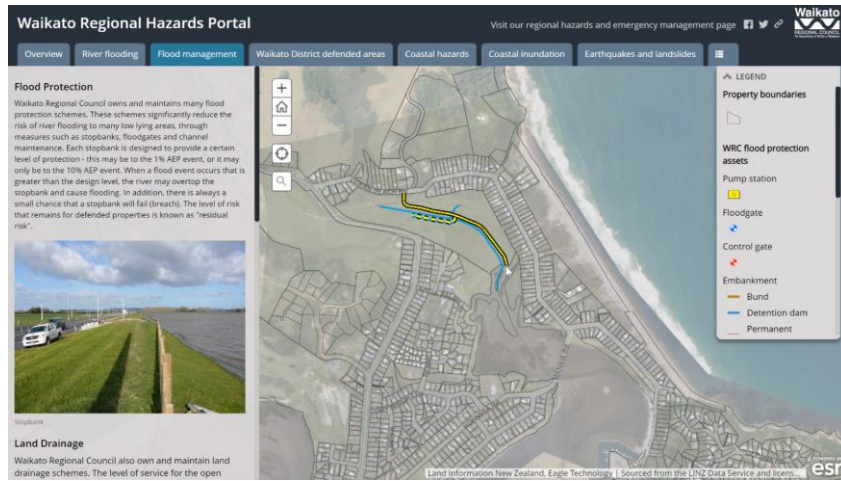 Waikato Regional Hazards Portal
Visit our regional hazards and emergency management page
Waikato
REGIONAL COUNCIL
Overview
River flooding
Flood management
Waikato District defended areas
Coastal hazards
Coastal inundation
Earthquakes and landslides
Flood Protection
Waikato Regional Council owns and maintains many flood
protection schemes. These schemes significantly reduce the
risk of river flooding to many low lying areas, through
measures such as stopbanks, floodgates and channel
maintenance. Each stopbank is designed to provide a certain
level of protection - this may be to the 1% AEP event, or it may
only be to the 10% AEP event. When a flood event occurs that is
greater than the design level, the river may overtop the
stopbank and cause flooding. In addition, there is always a
small chance that a stopbank will fail (breach). The level of risk
that remains for defended properties is known as "residual
risk".
Stopbank
Land Drainage
Waikato Regional Council also own and maintain land
drainage schemes. The level of service for the open
LEGEND
Property boundaries
WRC flood protection
assets
Pump station
Floodgate
Control gate
Embankment
Bund
Detention dam
Permanent
Land Information New Zealand, Eagle Technology | Sourced from the LINZ Data Service and licens...
POWERED BY
esri